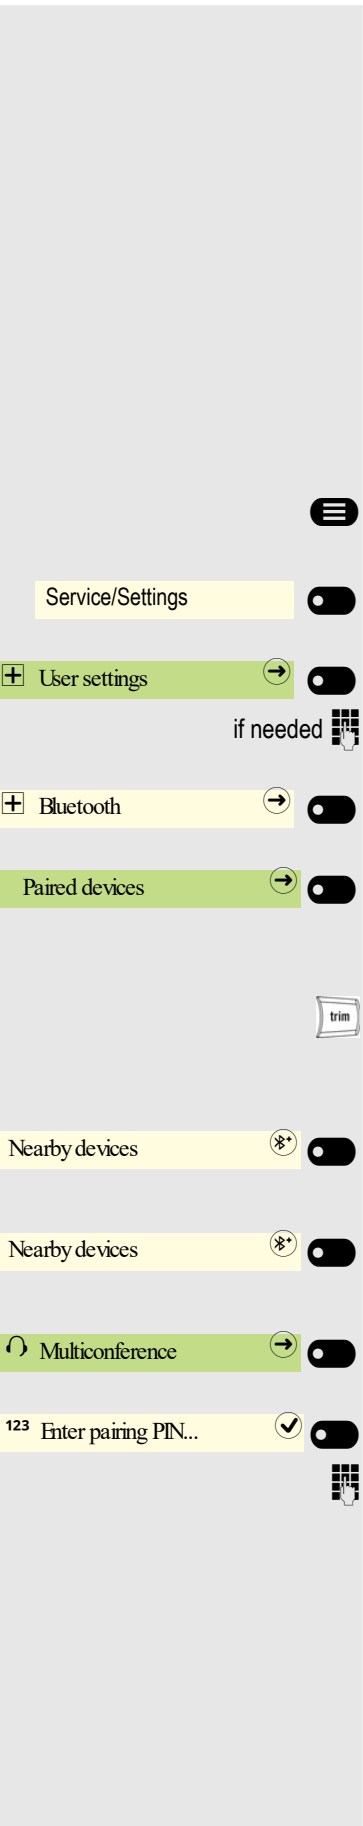 Service/Settings
User settings
if needed
Bluetooth
Paired devices
trim
Nearby devices
Nearby devices
Multiconference
123 Enter pairing PIN...